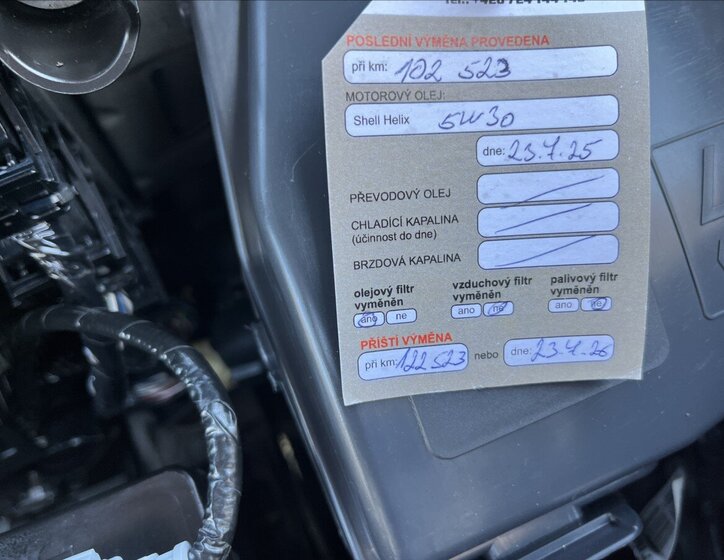 POSLEDNÍ VÝMĚNA PROVEDENA
při km: 102 523
MOTOROVÝ OLEJ:
Shell Helix 5W30
dne: 23.7.25
PŘEVODOVÝ OLEJ
CHLADÍCÍ KAPALINA
(účinnost do dne)
BRZDOVÁ KAPALINA
olejový filtr vyměněn
vzduchový filtr vyměněn
palivový filtr vyměněn
ano ne
ano ne
ano ne
PŘÍŠTÍ VÝMĚNA
při km: 122 523 nebo dne: 23.7.26